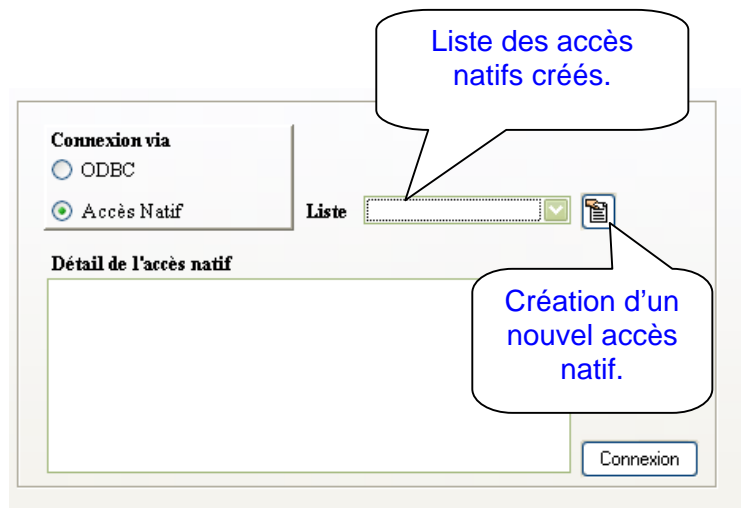 Liste des accès
natifs créés.
Connexion via
ODBC
Accès Natif
Liste
Détail de l'accès natif
Création d’un
nouvel accès
natif.
Connexion